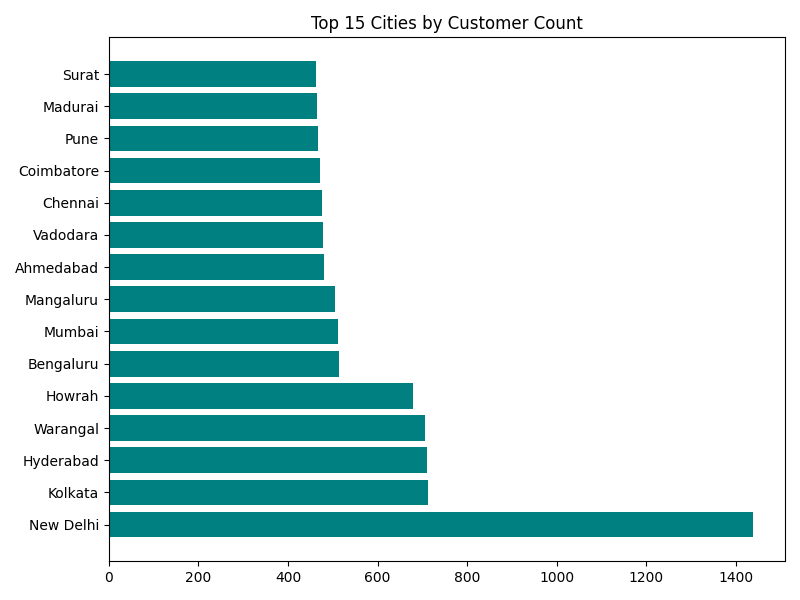 Top 15 Cities by Customer Count
Surat
Madurai
Pune
Coimbatore
Chennai
Vadodara
Ahmedabad
Mangaluru
Mumbai
Bengaluru
Howrah
Warangal
Hyderabad
Kolkata
New Delhi
0 200 400 600 800 1000 1200 1400